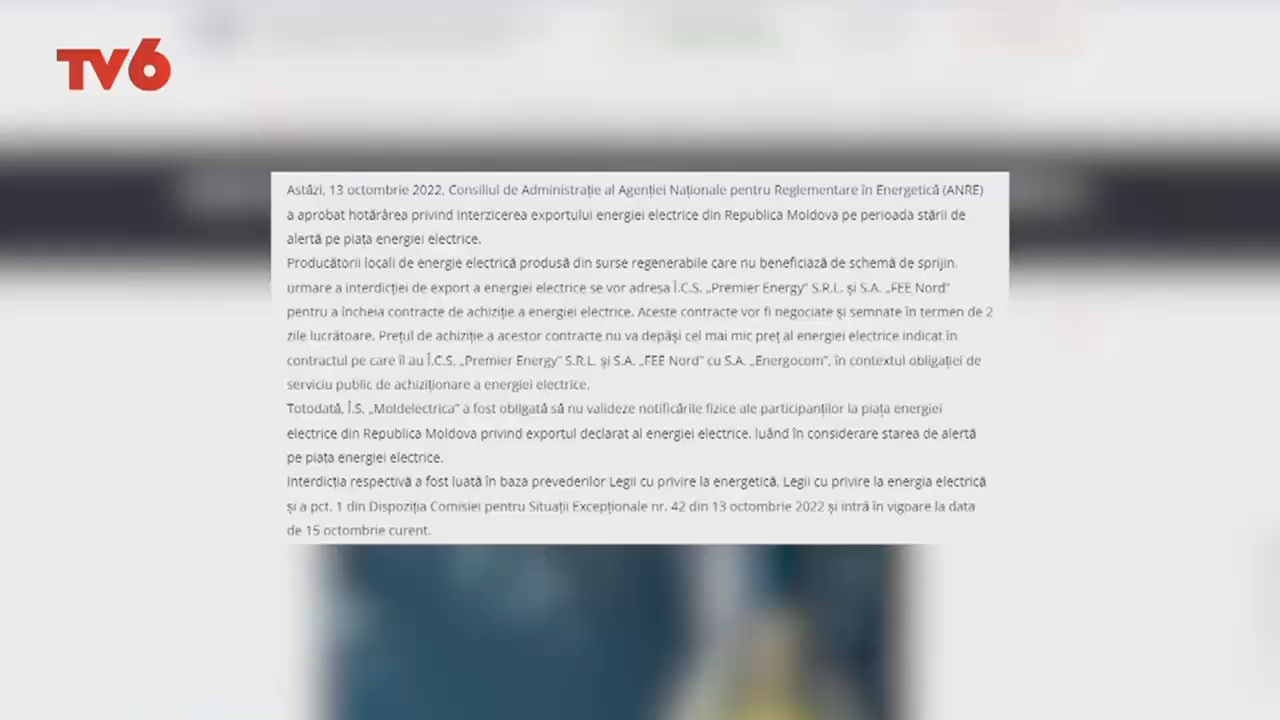 TV6
Astăzi, 13 octombrie 2022, Consiliul de Administrație al Agenției Naționale pentru Reglementare în Energetică (ANRE)
a aprobat hotărârea privind interzicerea exportului energiei electrice din Republica Moldova pe perioada stării de
alertă pe piața energiei electrice.
Producătorii locali de energie electrică produsă din surse regenerabile care nu beneficiază de schemă de sprijin,
urmare a interdicției de export a energiei electrice se vor adresa Î.C.S. „Premier Energy” S.R.L. și S.A. „FEE Nord”
pentru a încheia contracte de achiziție a energiei electrice. Aceste contracte vor fi negociate și semnate în termen de 2
zile lucrătoare. Prețul de achiziție a acestor contracte nu va depăși cel mai mic preț al energiei electrice indicat în
contractul pe care îl au Î.C.S. „Premier Energy” S.R.L. și S.A. „FEE Nord” cu S.A. „Energocom”, în contextul obligației de
serviciu public de achiziționare a energiei electrice.
Totodată, Î.S. „Moldelectrica” a fost obligată să nu valideze notificările fizice ale participanților la piața energiei
electrice din Republica Moldova privind exportul declarat al energiei electrice, luând în considerare starea de alertă
pe piața energiei electrice.
Interdicția respectivă a fost luată în baza prevederilor Legii cu privire la energetică, Legii cu privire la energia electrică
și a pct. 1 din Dispoziția Comisiei pentru Situații Excepționale nr. 42 din 13 octombrie 2022 și intră în vigoare la data
de 15 octombrie curent.